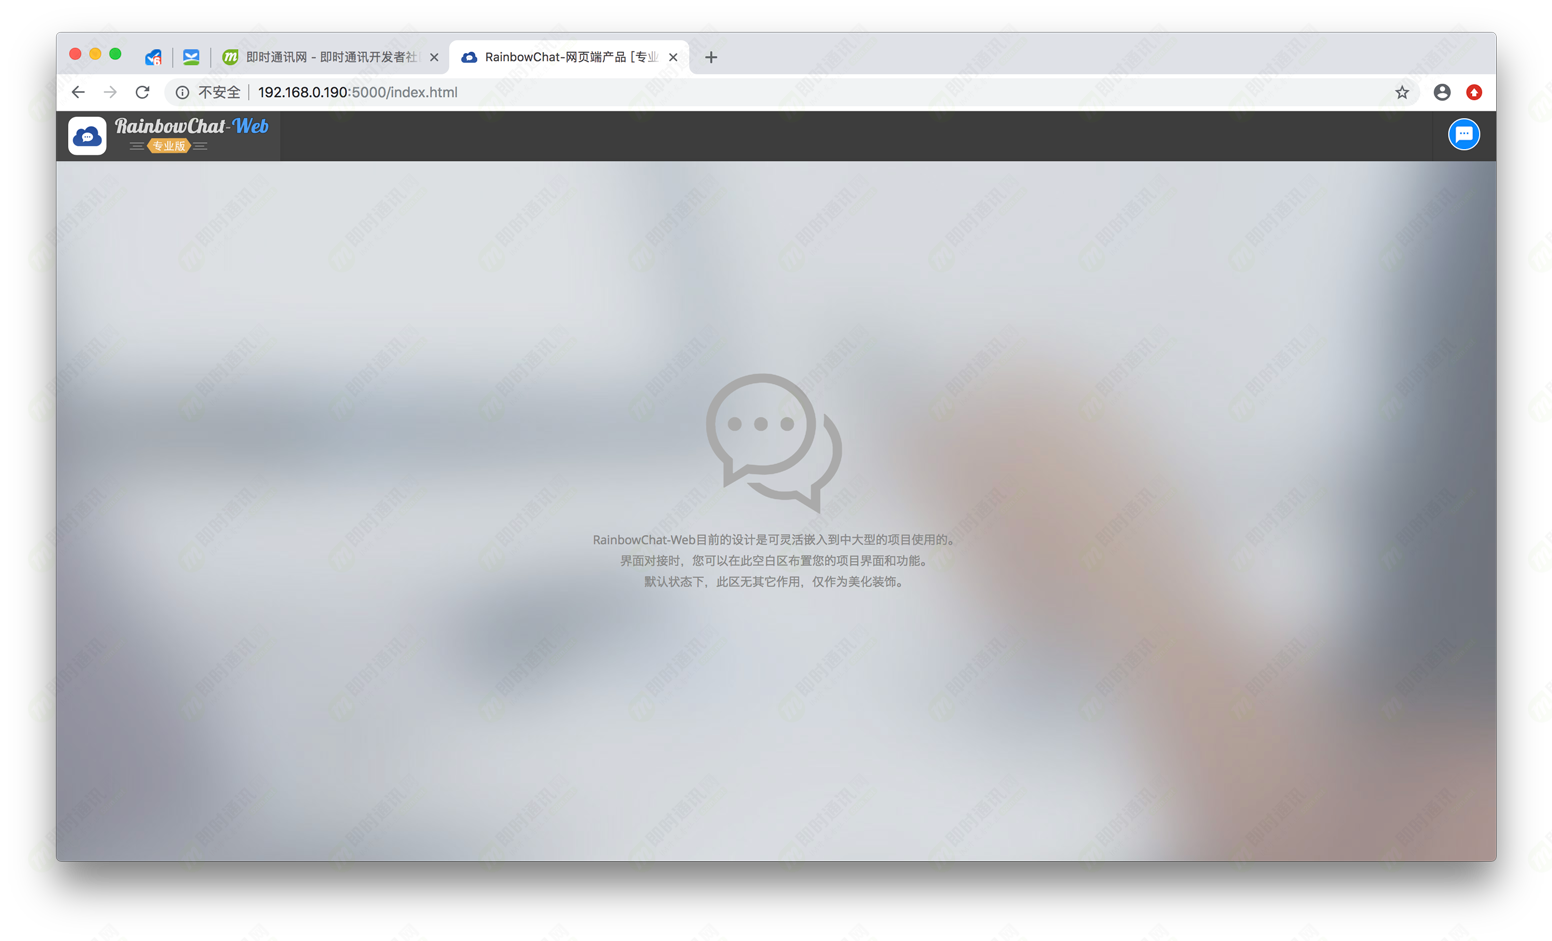 即时通讯网 - 即时通讯开发者社
RainbowChat-网页端产品 [专业
不安全 192.168.0.190:5000/index.html
RainbowChat-Web
专业版
RainbowChat-Web目前的设计是可灵活嵌入到中大型的项目使用的。
界面对接时，您可以在此空白区布置您的项目界面和功能。
默认状态下，此区无其它作用，仅作为美化装饰。